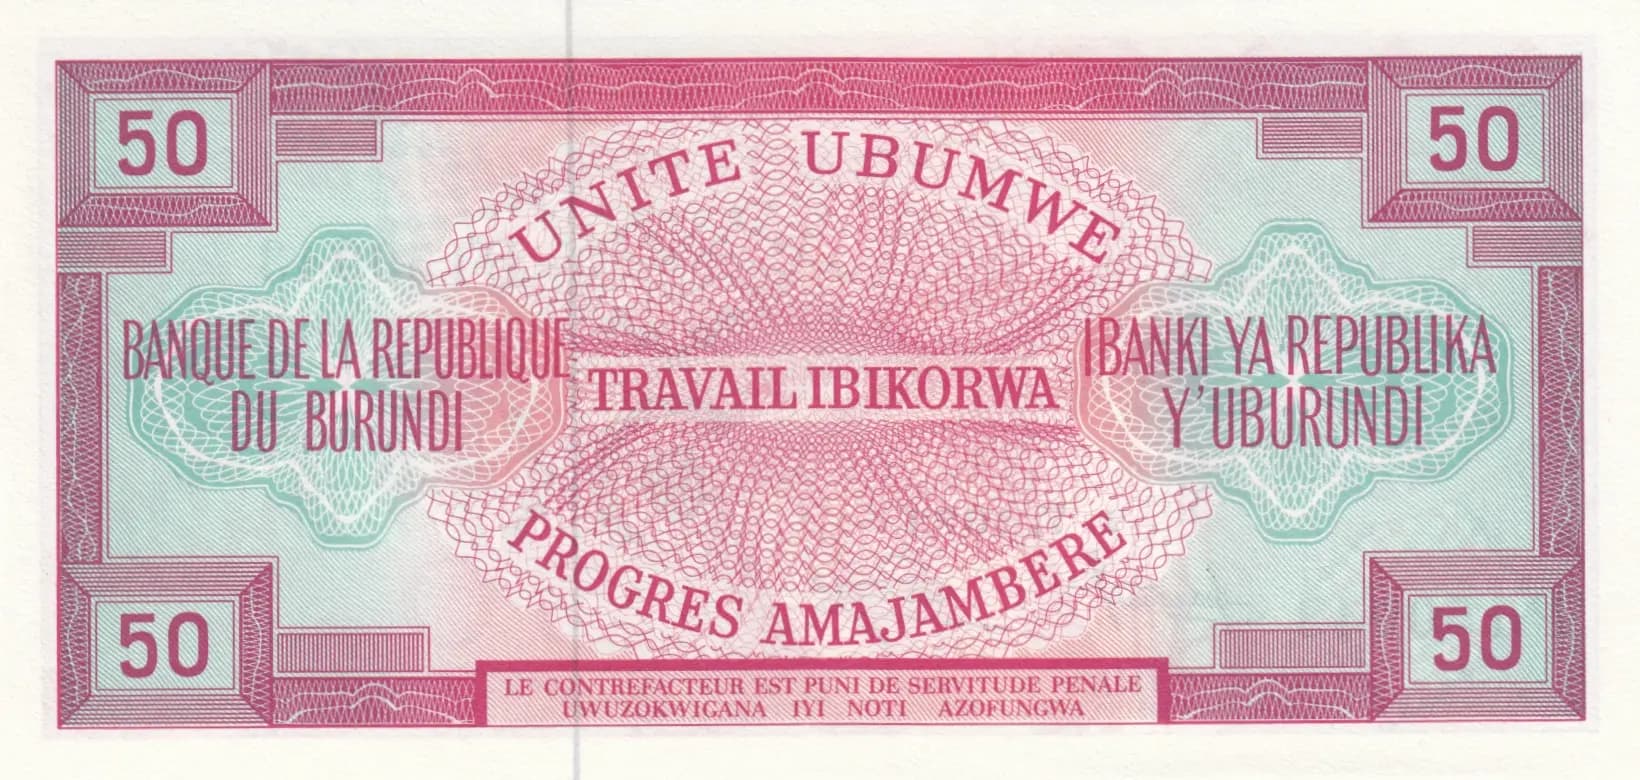 50
50
UNITE UBUMWE
BANQUE DE LA REPUBLIQUE
DU BURUNDI
TRAVAIL IBIKORWA
IBANKI YA REPUBLIKA
Y'UBURUNDI
PROGRES AMAJAMBERE
50
50
LE CONTREFACTEUR EST PUNI DE SERVITUDE PENALE
UWUZOKWIGANA IYI NOTI AZOFUNGWA